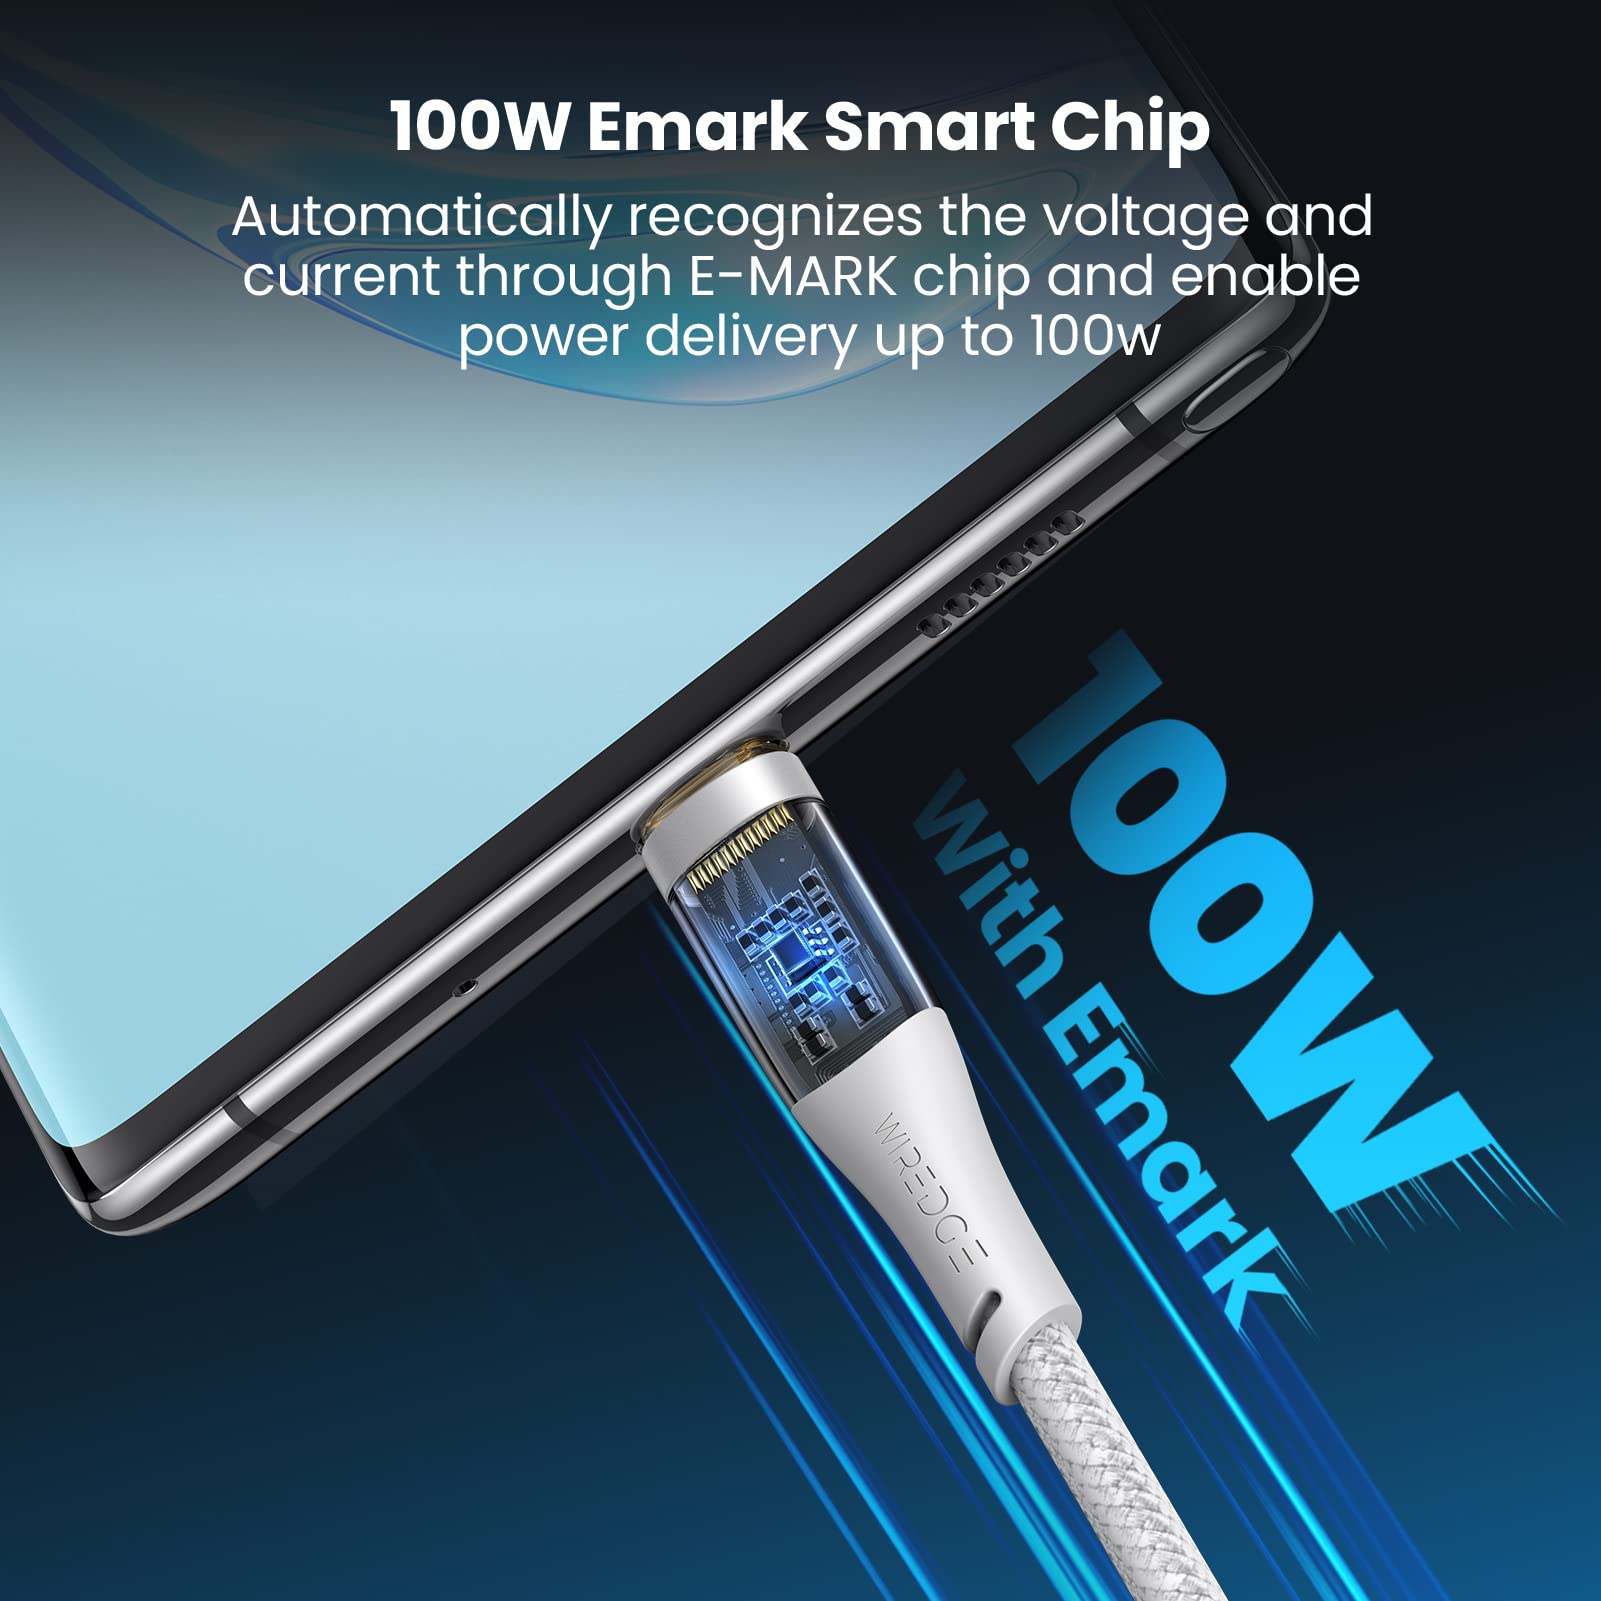 100W Emark Smart Chip
Automatically recognizes the voltage and
current through E-MARK chip and enable
power delivery up to 100w
100W
with Emark
WIREDGE